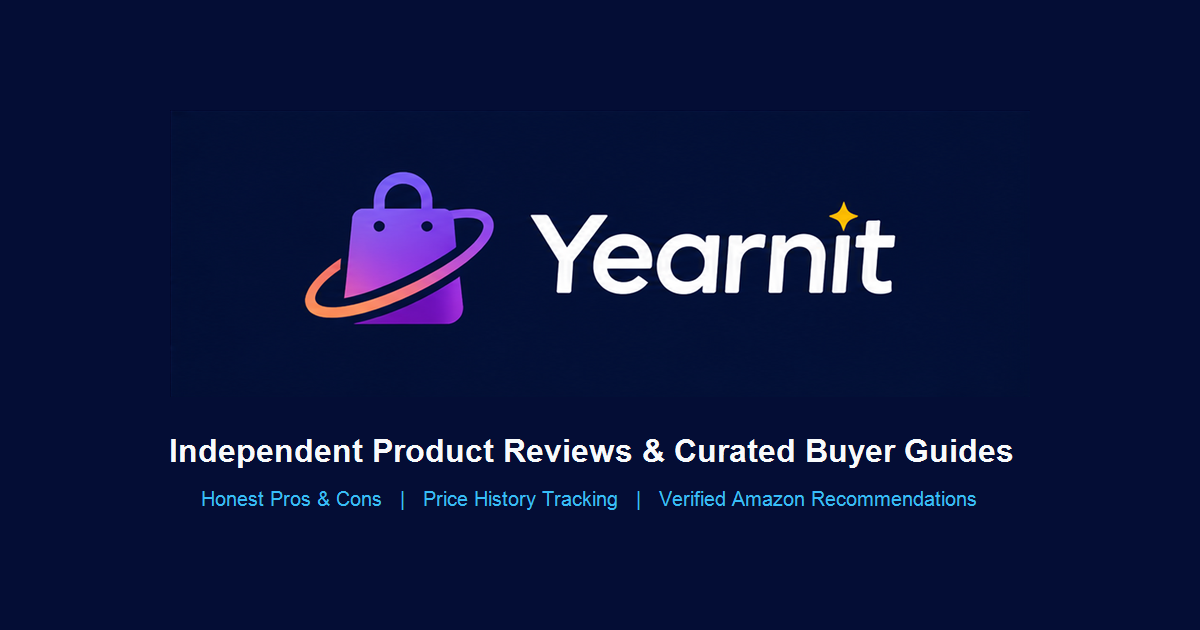 Yearnit
Independent Product Reviews & Curated Buyer Guides
Honest Pros & Cons | Price History Tracking | Verified Amazon Recommendations